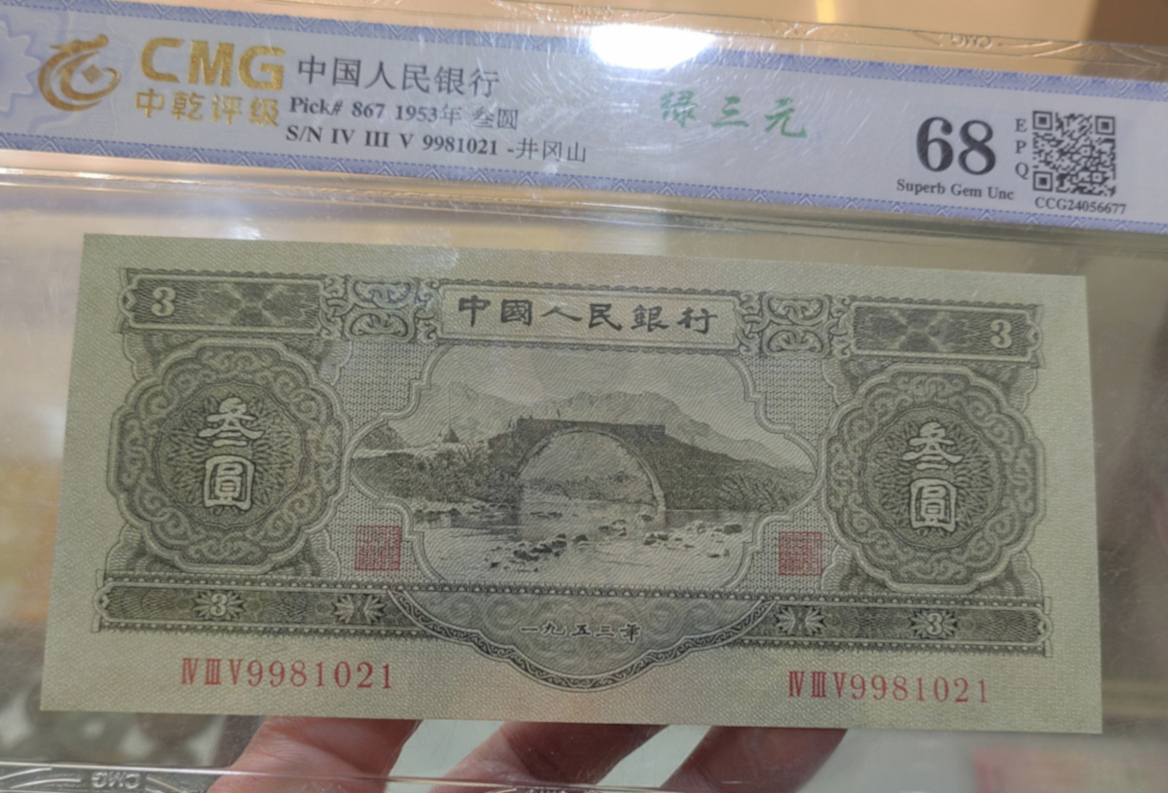 CMG
中乾评级
中国人民银行
Pick# 867 1953年 叁圆
S/N IV III V 9981021 -井冈山
绿三元
68
EPQ
Superb Gem Unc
CCG24056677
3
中國人民銀行
3
叁圓
叁圓
3
一九五三年
3
ⅣⅢⅤ9981021
ⅣⅢⅤ9981021